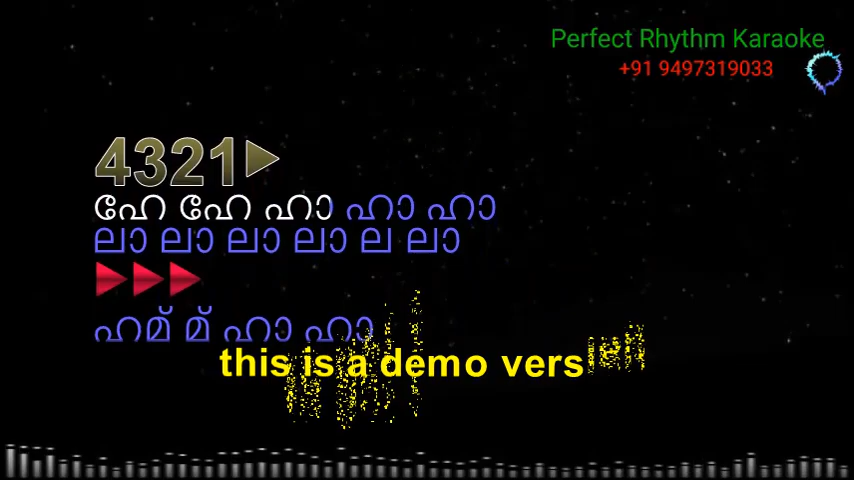 Perfect Rhythm Karaoke
+91 9497319033
4321
ഹേ ഹേ ഹാ ഹാ ഹാ
ലാ ലാ ലാ ലാ ല ലാ
ഹമ് മ് ഹാ ഹാ
this is a demo vers